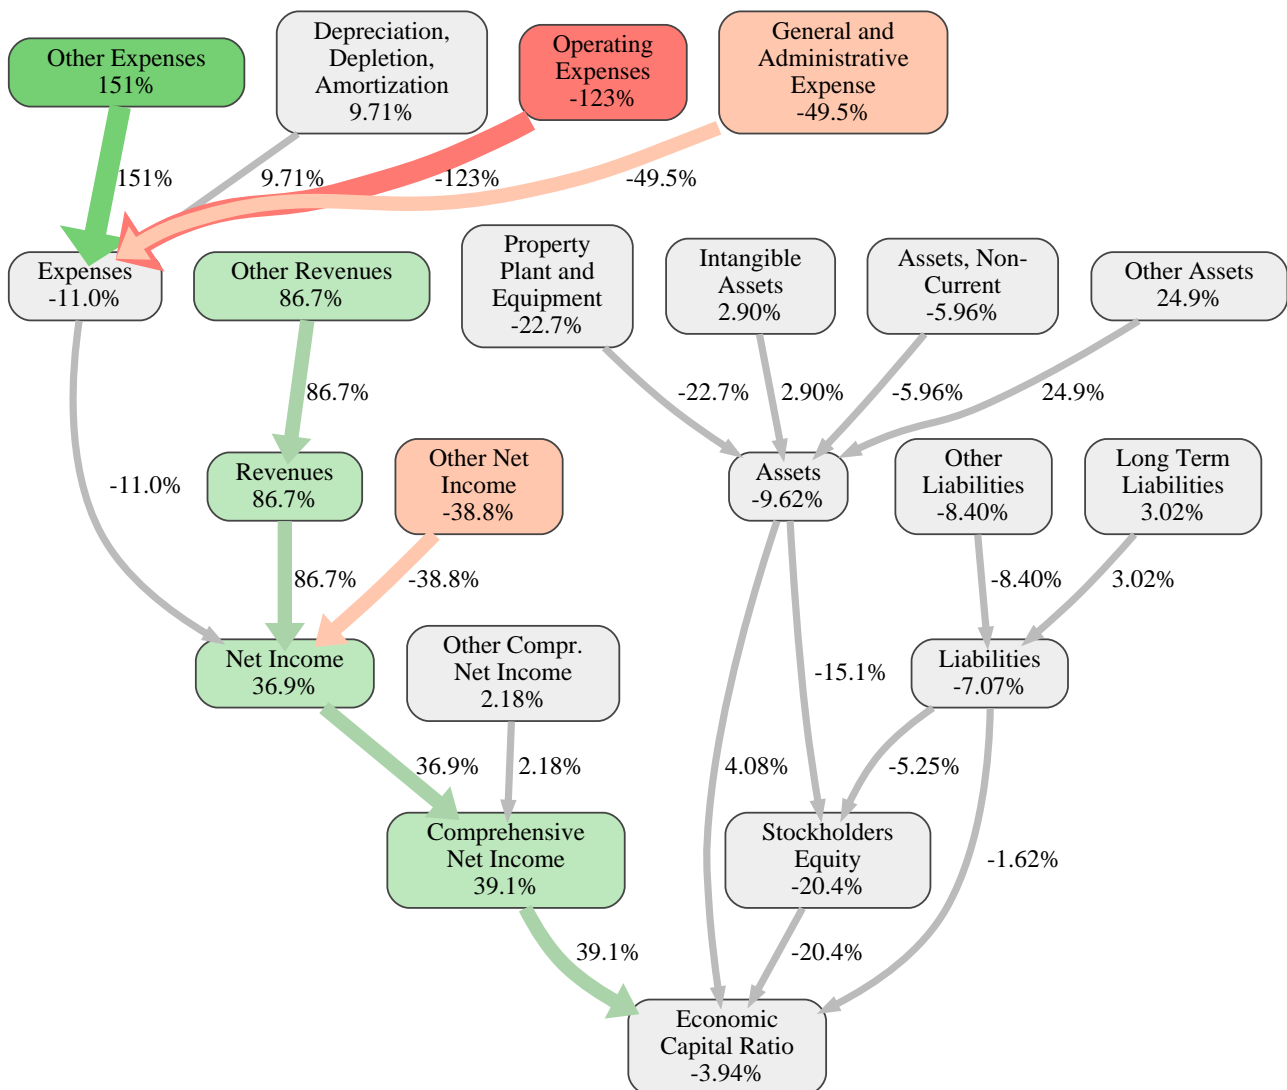 Other Expenses
151%
Depreciation,
Depletion,
Amortization
9.71%
Operating
Expenses
-123%
General and
Administrative
Expense
-49.5%
151%
9.71%
-123%
-49.5%
Expenses
-11.0%
Other Revenues
86.7%
Property
Plant and
Equipment
-22.7%
Intangible
Assets
2.90%
Assets, Non-
Current
-5.96%
Other Assets
24.9%
86.7%
-22.7%
2.90%
-5.96%
24.9%
-11.0%
Revenues
86.7%
Other Net
Income
-38.8%
Assets
-9.62%
Other
Liabilities
-8.40%
Long Term
Liabilities
3.02%
86.7%
-38.8%
-8.40%
3.02%
Net Income
36.9%
Other Compr.
Net Income
2.18%
-15.1%
Liabilities
-7.07%
36.9%
2.18%
4.08%
-5.25%
Comprehensive
Net Income
39.1%
Stockholders
Equity
-20.4%
-1.62%
39.1%
-20.4%
Economic
Capital Ratio
-3.94%